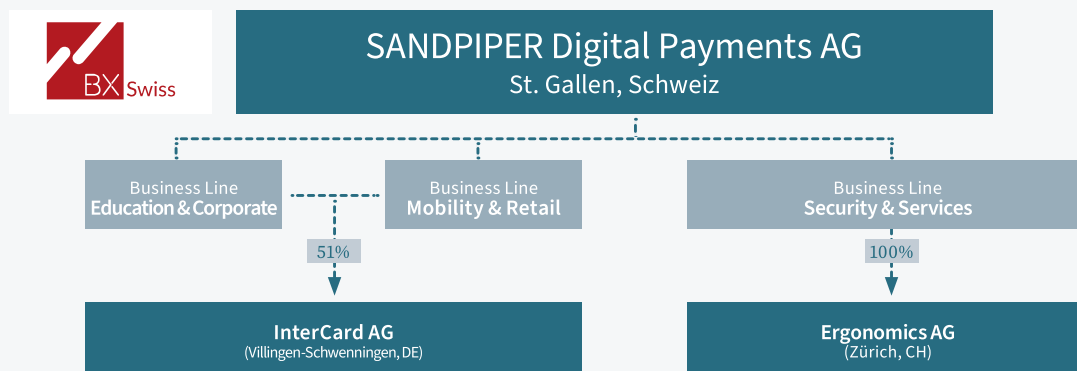 BX Swiss
SANDPIPER Digital Payments AG
St. Gallen, Schweiz
Business Line
Education & Corporate
Business Line
Mobility & Retail
Business Line
Security & Services
51%
100%
InterCard AG
(Villingen-Schwenningen, DE)
Ergonomics AG
(Zürich, CH)